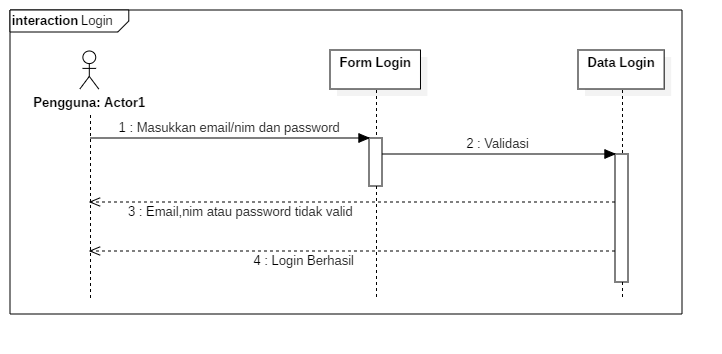 interaction Login
Form Login
Data Login
Pengguna: Actor1
1 : Masukkan email/nim dan password
2 : Validasi
3 : Email,nim atau password tidak valid
4 : Login Berhasil